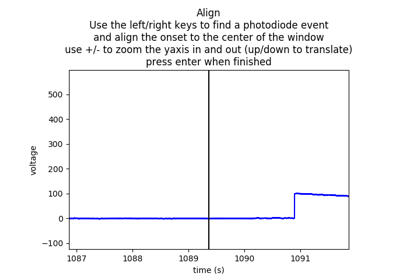 Align
Use the left/right keys to find a photodiode event
and align the onset to the center of the window
use +/- to zoom the yaxis in and out (up/down to translate)
press enter when finished
500
400
300
200
100
0
−100
voltage
1087 1088 1089 1090 1091
time (s)